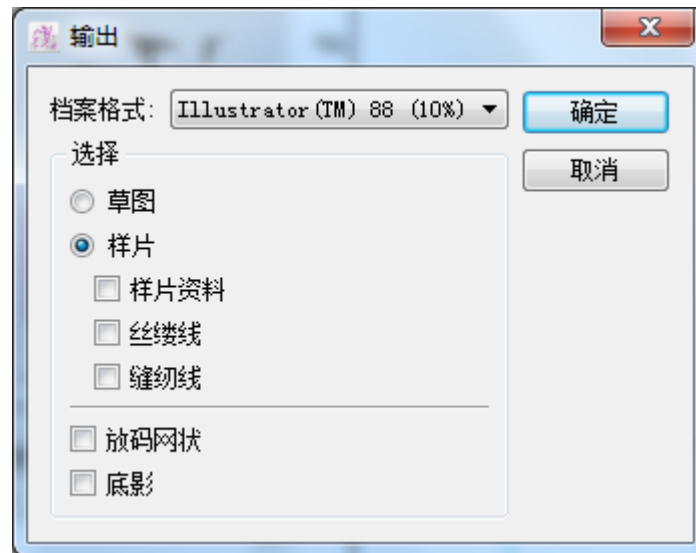 输出
档案格式: Illustrator(TM) 88 (10%)
确定
选择
取消
草图
样片
样片资料
丝缕线
缝纫线
放码网状
底影